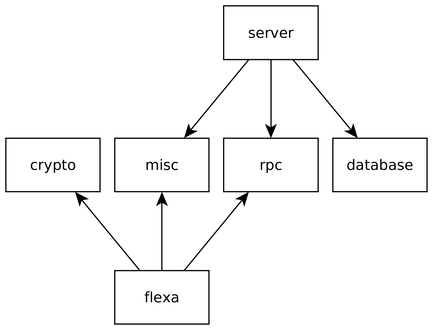 server
crypto
misc
rpc
database
flexa